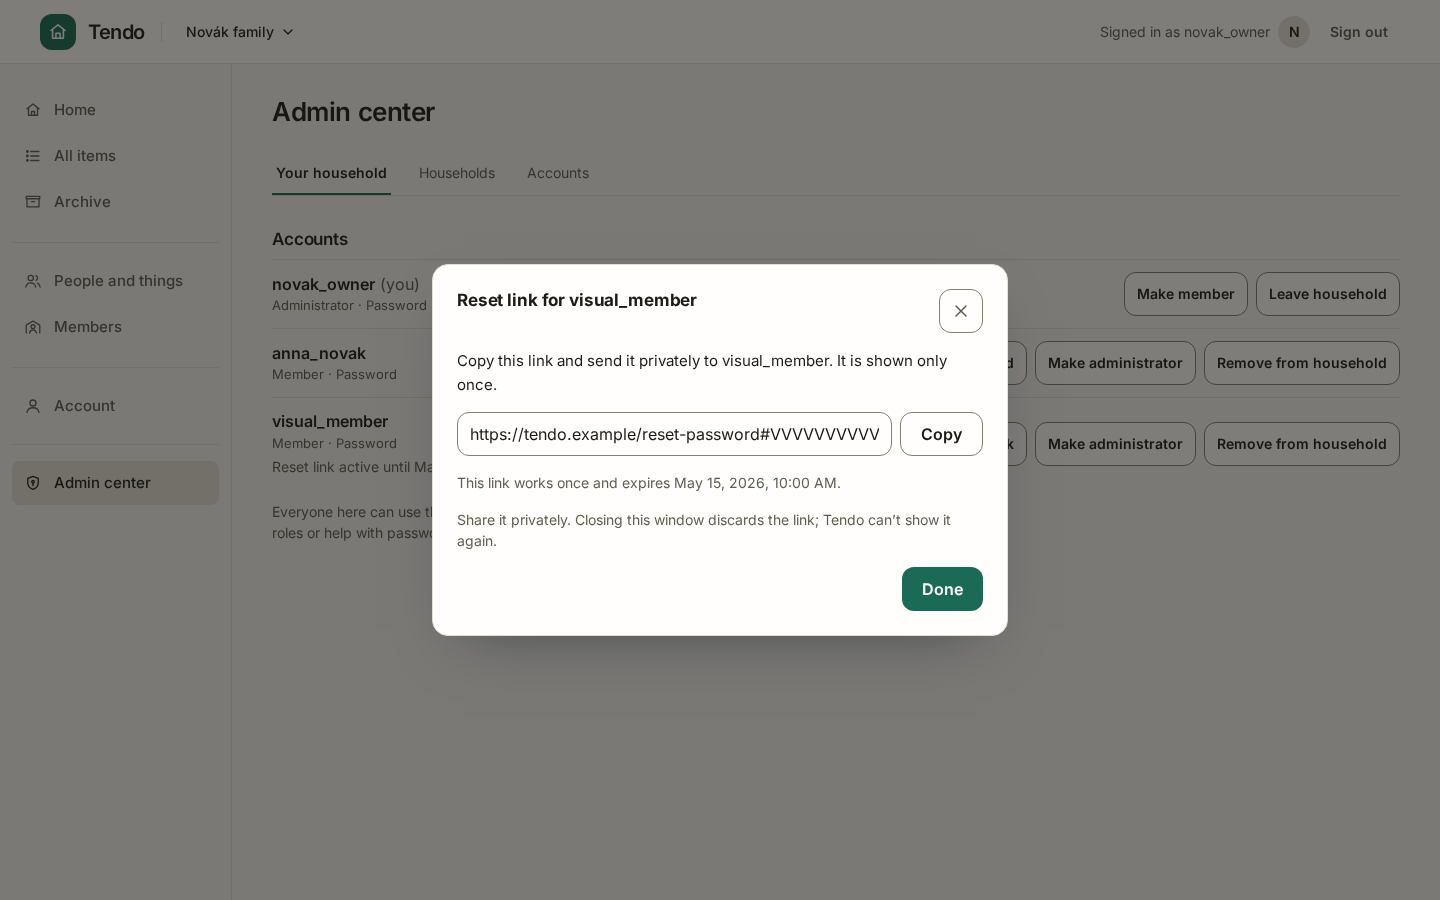 Tendo
Novák family
Signed in as novak_owner
N
Sign out
Home
All items
Archive
People and things
Members
Account
Admin center
Admin center
Your household
Households
Accounts
Accounts
novak_owner (you)
Administrator · Password
Make member
Leave household
anna_novak
Member · Password
Make administrator
Remove from household
visual_member
Member · Password
Reset link active until
Make administrator
Remove from household
Everyone here can use
roles or help with
Reset link for visual_member
Copy this link and send it privately to visual_member. It is shown only
once.
https://tendo.example/reset-password#VVVVVVVVVV
Copy
This link works once and expires May 15, 2026, 10:00 AM.
Share it privately. Closing this window discards the link; Tendo can’t show it
again.
Done